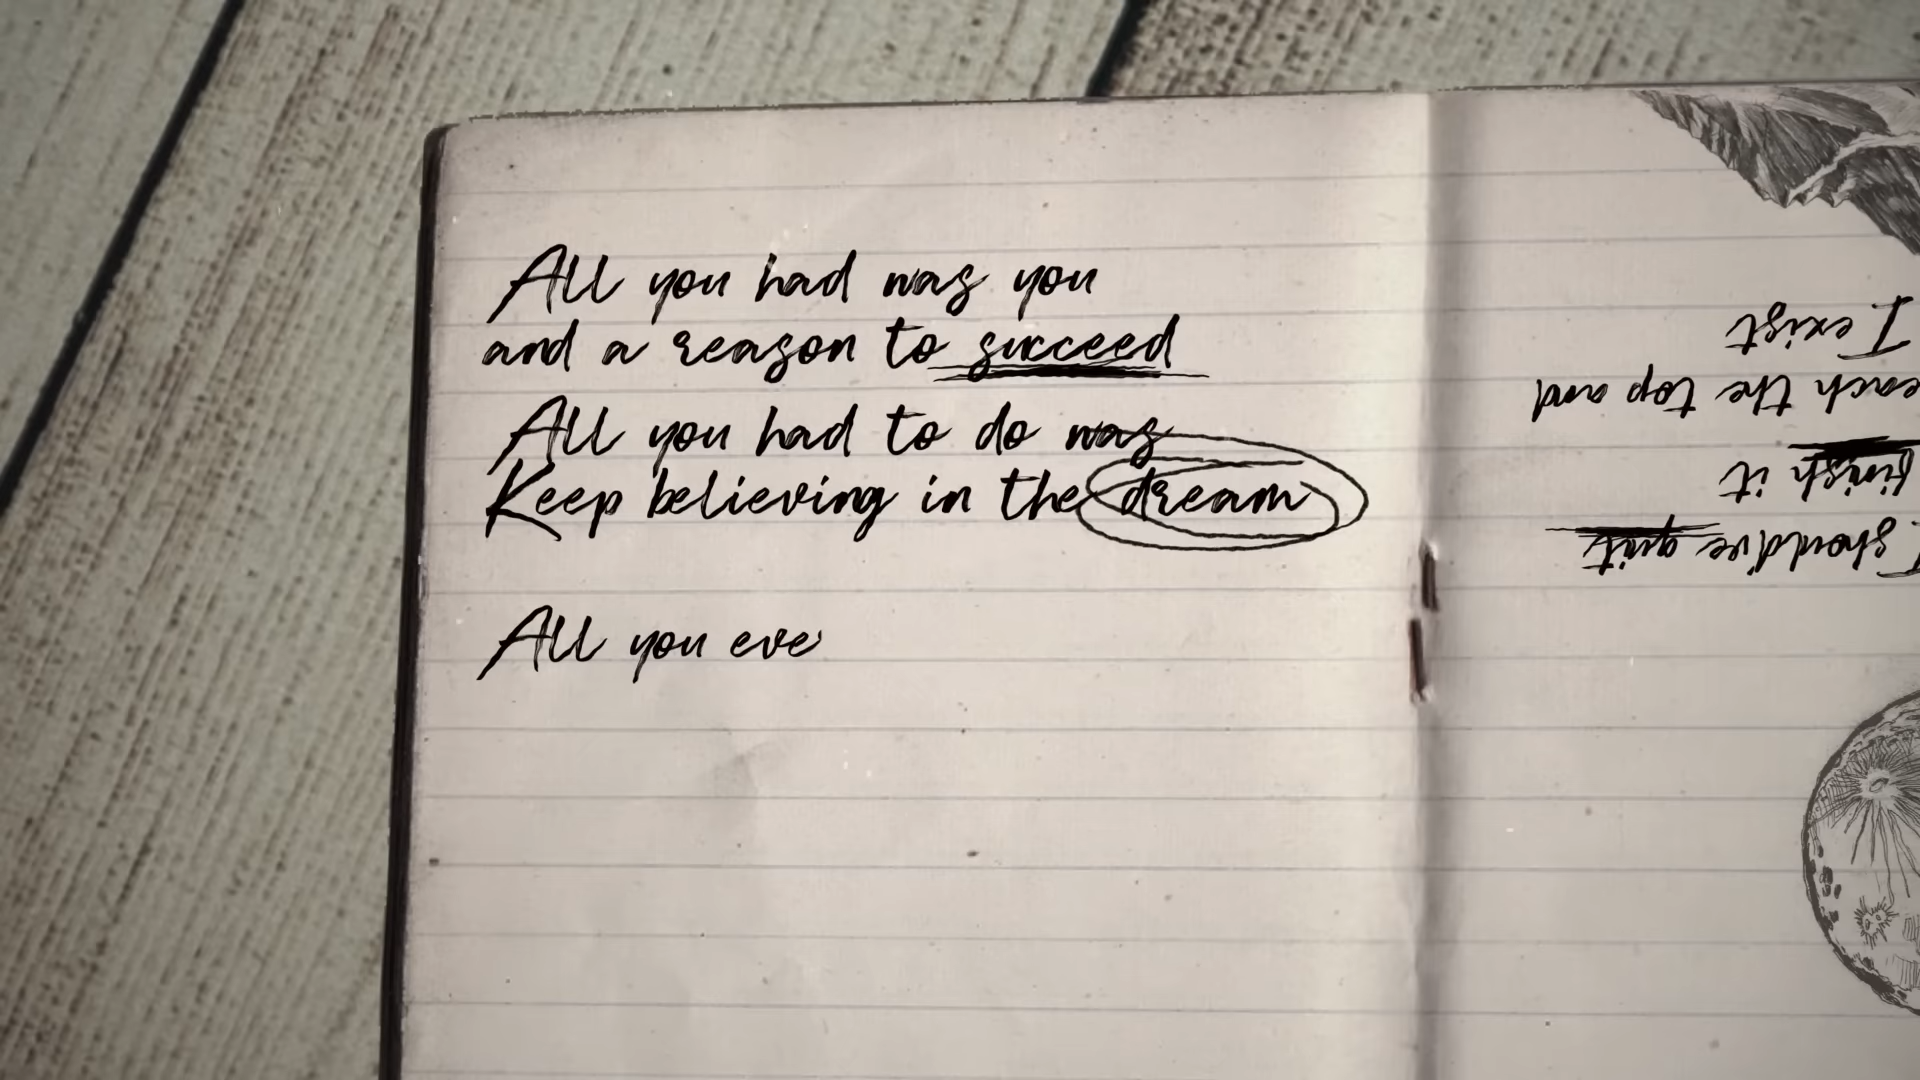 All you had was you
and a reason to succeed
All you had to do was
Keep believing in the dream
All you eve
I should've quit
finish it
each the top and
I exist